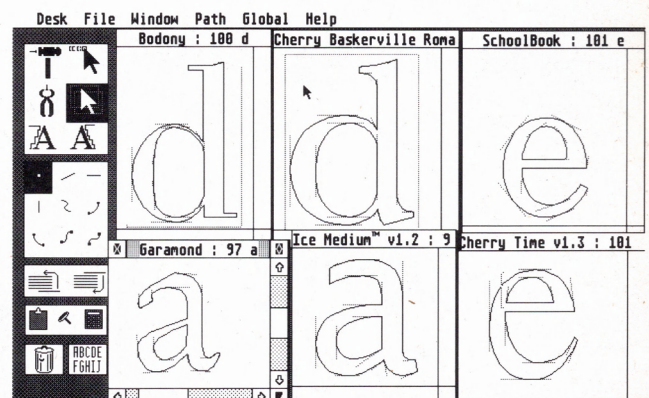 Desk File Window Path Global Help
Bodony : 100 d
Cherry Baskerville Roma
SchoolBook : 101 e
d
d
e
A A
Garamond : 97 a
Ice Medium™ v1.2 : 9
Cherry Time v1.3 : 101
a
a
e
ABCDE
FGHIJ